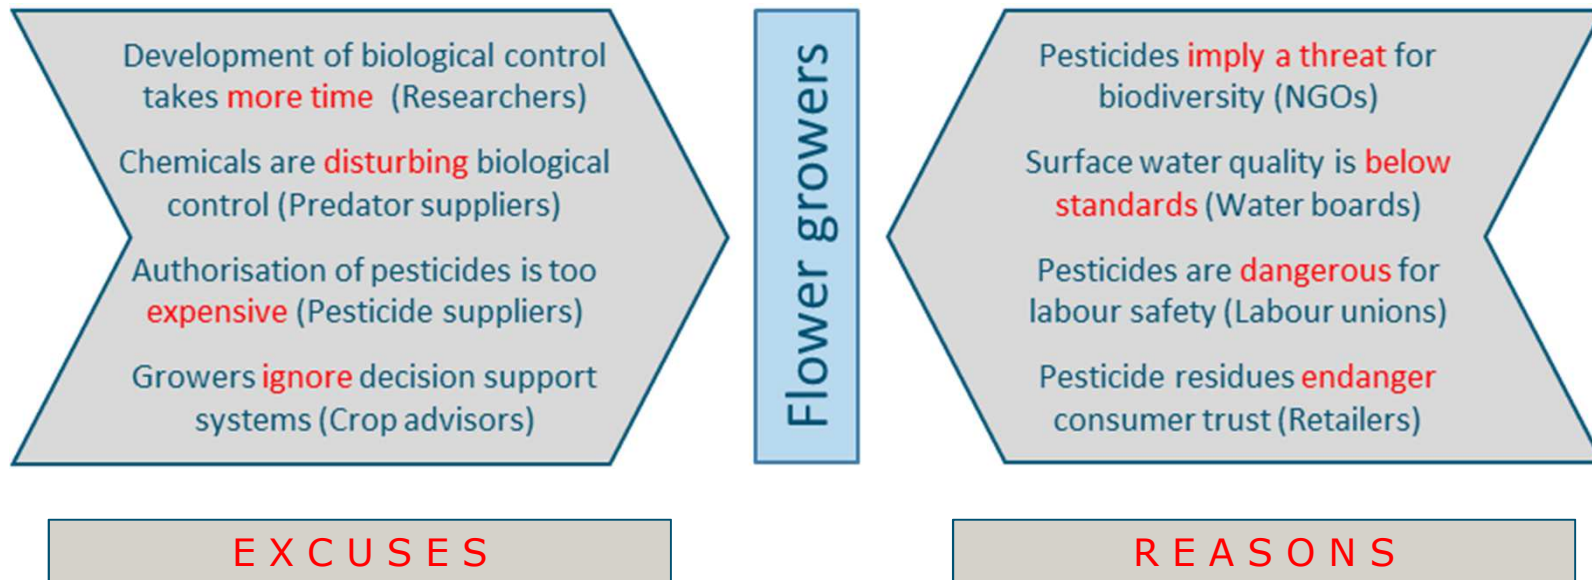 Development of biological control
takes more time (Researchers)
Chemicals are disturbing biological
control (Predator suppliers)
Authorisation of pesticides is too
expensive (Pesticide suppliers)
Growers ignore decision support
systems (Crop advisors)
Flower growers
Pesticides imply a threat for
biodiversity (NGOs)
Surface water quality is below
standards (Water boards)
Pesticides are dangerous for
labour safety (Labour unions)
Pesticide residues endanger
consumer trust (Retailers)
EXCUSES
REASONS